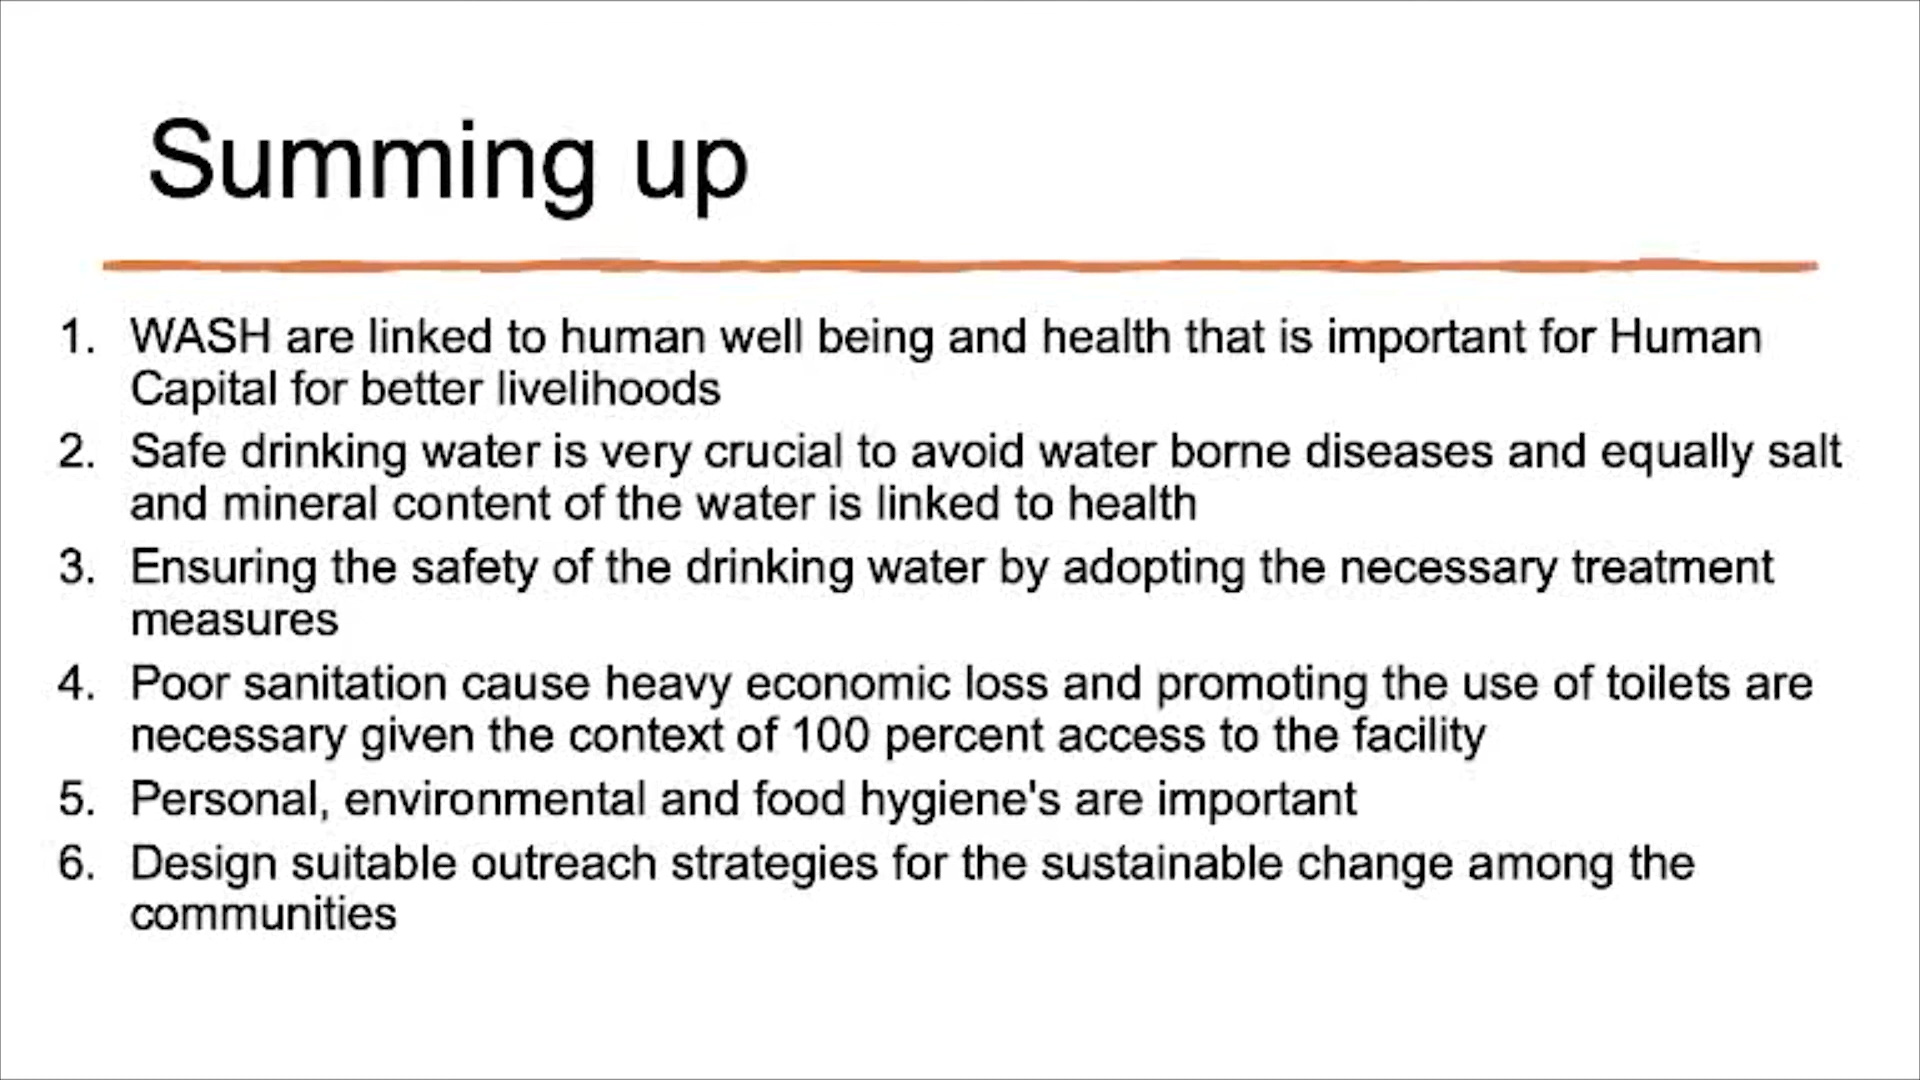 Summing up
1. WASH are linked to human well being and health that is important for Human
Capital for better livelihoods
2. Safe drinking water is very crucial to avoid water borne diseases and equally salt
and mineral content of the water is linked to health
3. Ensuring the safety of the drinking water by adopting the necessary treatment
measures
4. Poor sanitation cause heavy economic loss and promoting the use of toilets are
necessary given the context of 100 percent access to the facility
5. Personal, environmental and food hygiene's are important
6. Design suitable outreach strategies for the sustainable change among the
communities